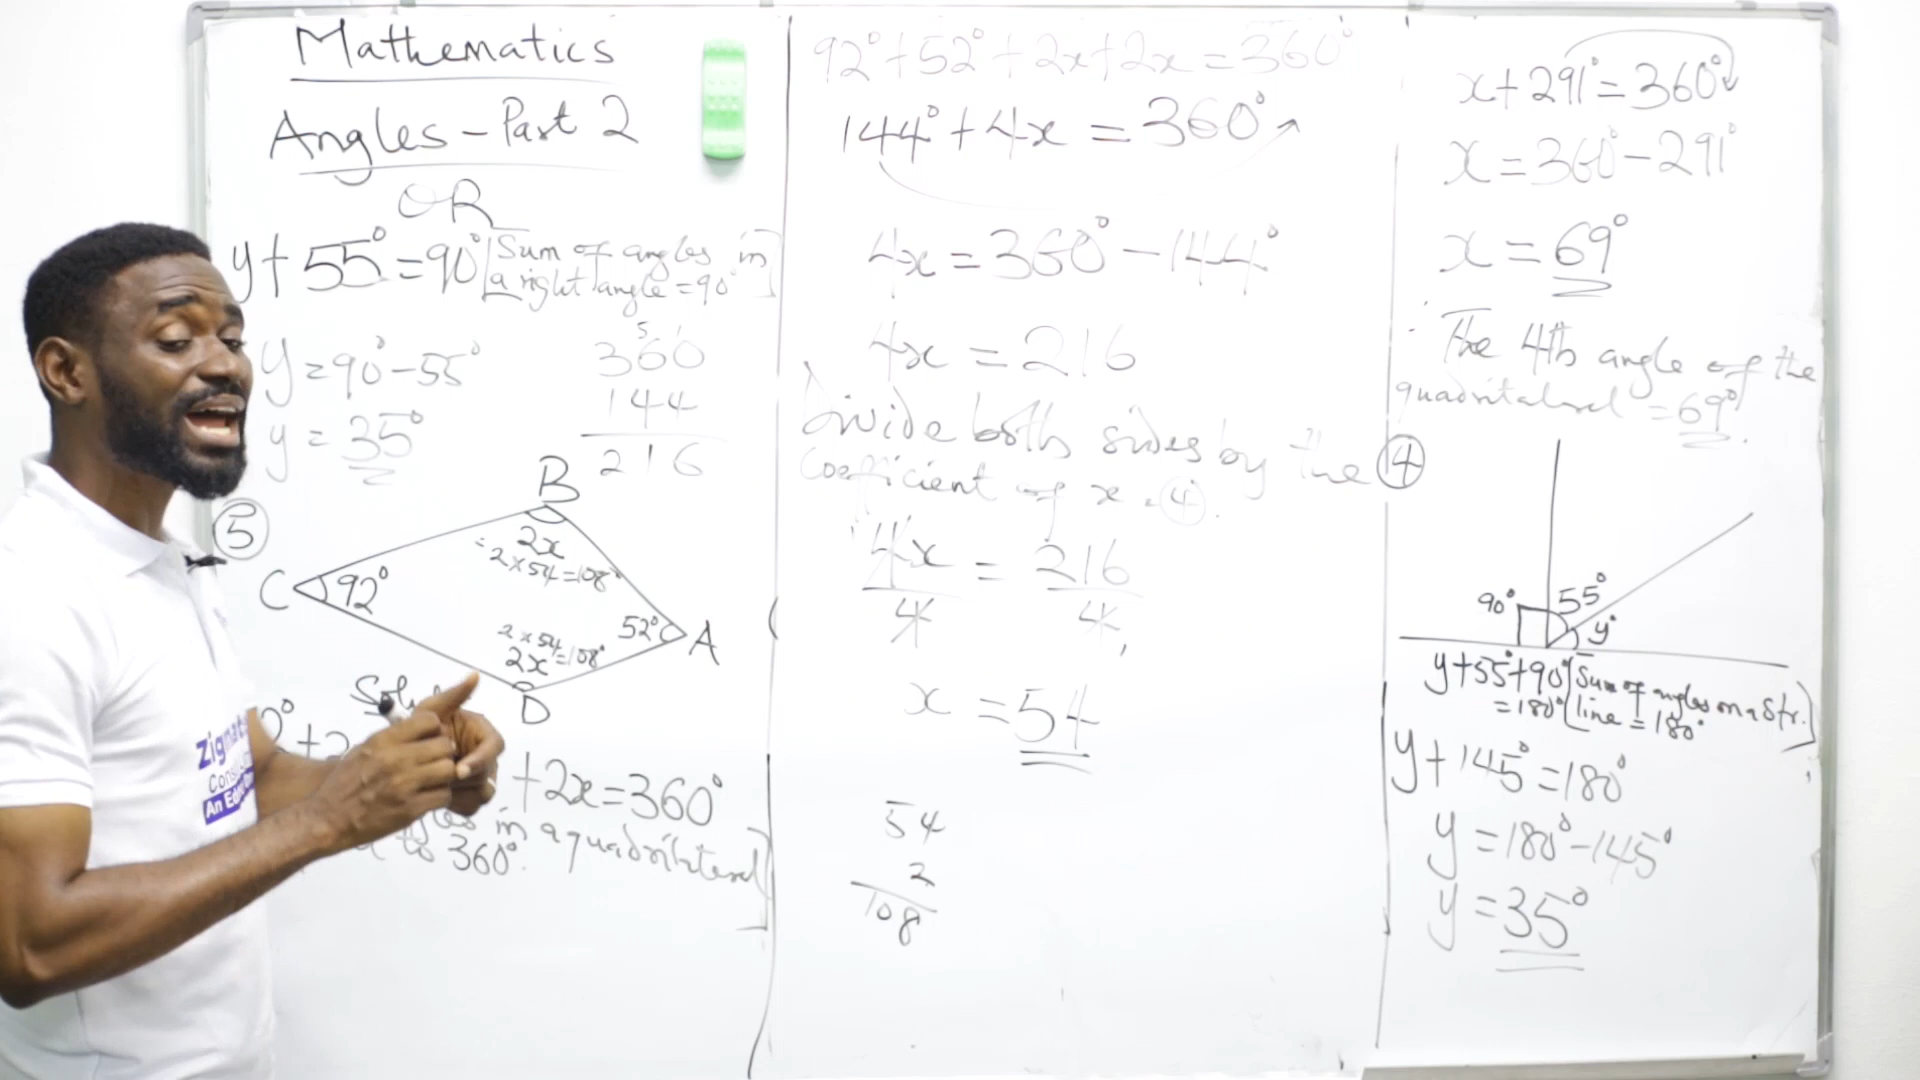 Mathematics
Angles - Part 2
OR
y + 55° = 90° [Sum of angles in
a right angle = 90°]
y = 90° - 55°
y = 35°
5
360
144
216
⑤
B
2x
= 2 × 54 = 108°
C
92°
52°
A
2 × 54 = 108°
2x
D
+ 2x = 360°
in a quadrilateral]
to 360°.
92° + 52° + 2x + 2x = 360°
144° + 4x = 360°
4x = 360° - 144°
4x = 216
Divide both sides by the
coefficient of x. ④.
4x = 216
4 4
x = 54
54
2
108
x + 291° = 360°
x = 360° - 291°
x = 69°
The 4th angle of the
quadritalaral = 69°.
④
90°
55°
y°
y + 55° + 90° [Sum of angles on a Str.
= 180° line = 180°]
y + 145° = 180°
y = 180° - 145°
y = 35°
An Ed